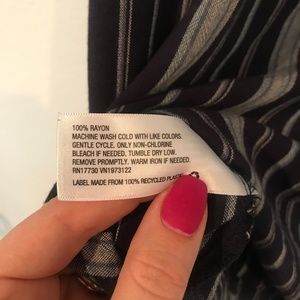 100% RAYON
MACHINE WASH COLD WITH LIKE COLORS.
GENTLE CYCLE. ONLY NON-CHLORINE
BLEACH IF NEEDED. TUMBLE DRY LOW.
REMOVE PROMPTLY. WARM IRON IF NEEDED.
RN17730 VN1973122
LABEL MADE FROM 100% RECYCLED PLASTIC